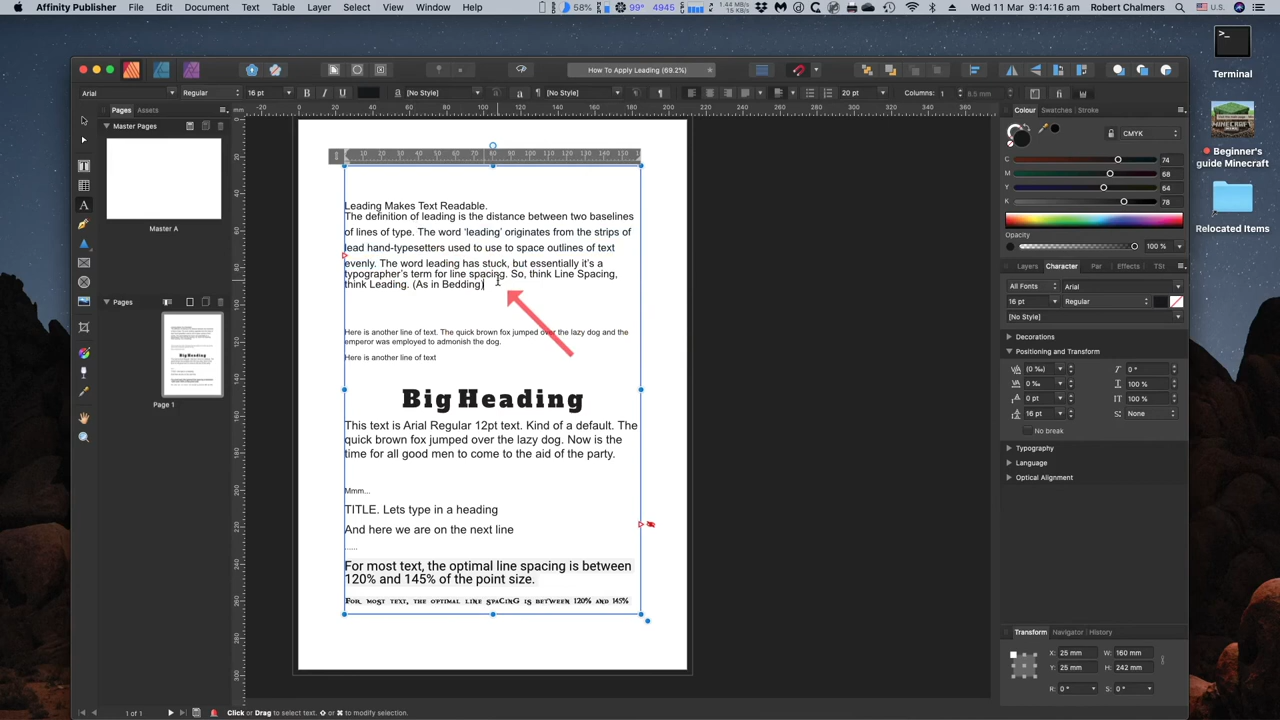 Affinity Publisher File Edit Document Text Table Layer Select View Window Help 58% 99° 4945 1.44 MB/s 15 KB/s Wed 11 Mar 9:14:16 am Robert Chalmers U.S.
How To Apply Leading (69.2%)
Arial Regular 16 pt B I U [No Style] [No Style] 20 pt Columns: 1 8.5 mm
Terminal
Beginner's guide Minecraft
Relocated Items
Pages Assets
Master Pages
Master A
Pages
Page 1
Leading Makes Text Readable.
The definition of leading is the distance between two baselines
of lines of type. The word ‘leading’ originates from the strips of
lead hand-typesetters used to use to space outlines of text
evenly. The word leading has stuck, but essentially it’s a
typographer’s term for line spacing. So, think Line Spacing,
think Leading. (As in Bedding)
Here is another line of text. The quick brown fox jumped over the lazy dog and the
emperor was employed to admonish the dog.
Here is another line of text
Big Heading
This text is Arial Regular 12pt text. Kind of a default. The
quick brown fox jumped over the lazy dog. Now is the
time for all good men to come to the aid of the party.
Mmm...
TITLE. Lets type in a heading
And here we are on the next line
......
For most text, the optimal line spacing is between
120% and 145% of the point size.
For most text, the optimal line spacing is between 120% and 145%
Colour Swatches Stroke
CMYK
C 74
M 68
Y 64
K 78
Opacity
100 %
Layers Character Par Effects TSt
All Fonts Arial
16 pt Regular
[No Style]
Decorations
Positioning and Transform
(0 ‰) 0 °
0 ‰ 100 %
0 pt 100 %
16 pt None
No break
Typography
Language
Optical Alignment
Transform Navigator History
X: 25 mm W: 160 mm
Y: 25 mm H: 242 mm
R: 0 ° S: 0 °
1 of 1 Click or Drag to select text. ⇧ or ⌘ to modify selection.